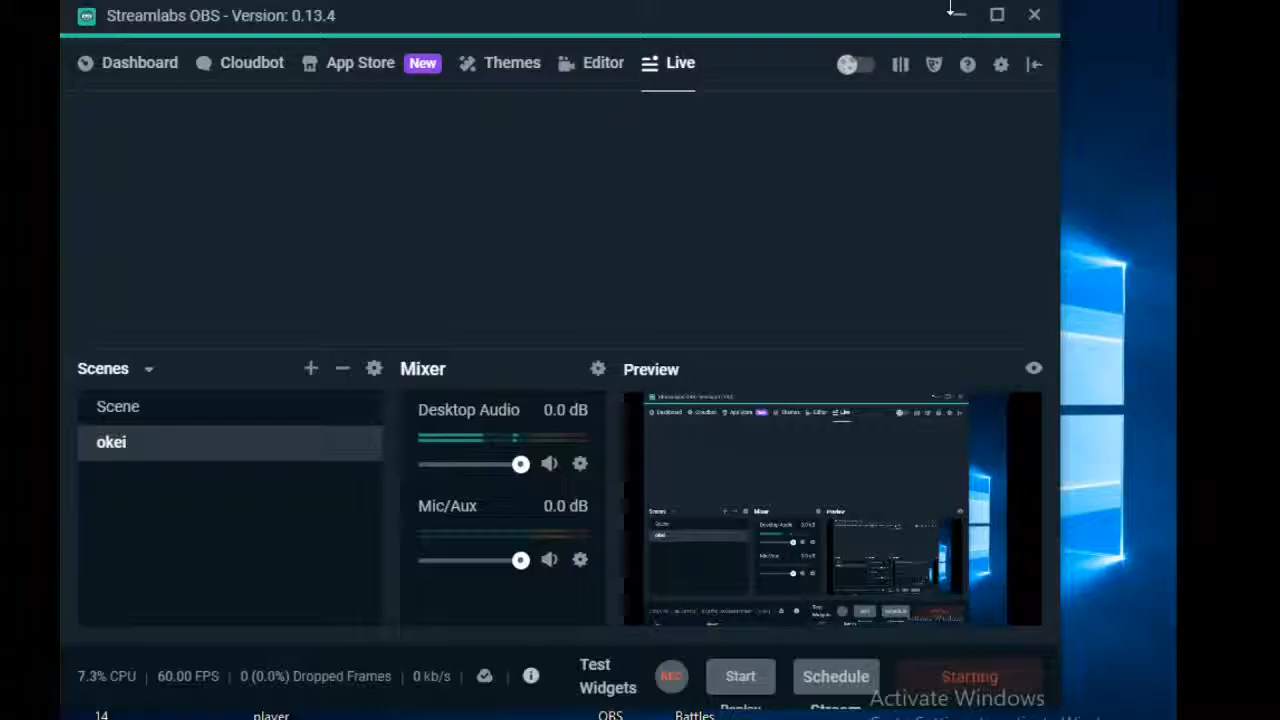 Streamlabs OBS - Version: 0.13.4
Dashboard Cloudbot App Store New Themes Editor Live
Scenes Mixer Preview
Scene
okei
Desktop Audio 0.0 dB
Mic/Aux 0.0 dB
7.3% CPU 60.00 FPS 0 (0.0%) Dropped Frames 0 kb/s
Test
Widgets
REC
Start
Replay
Schedule
Stream
Starting
Activate Windows
14 player OBS Battles